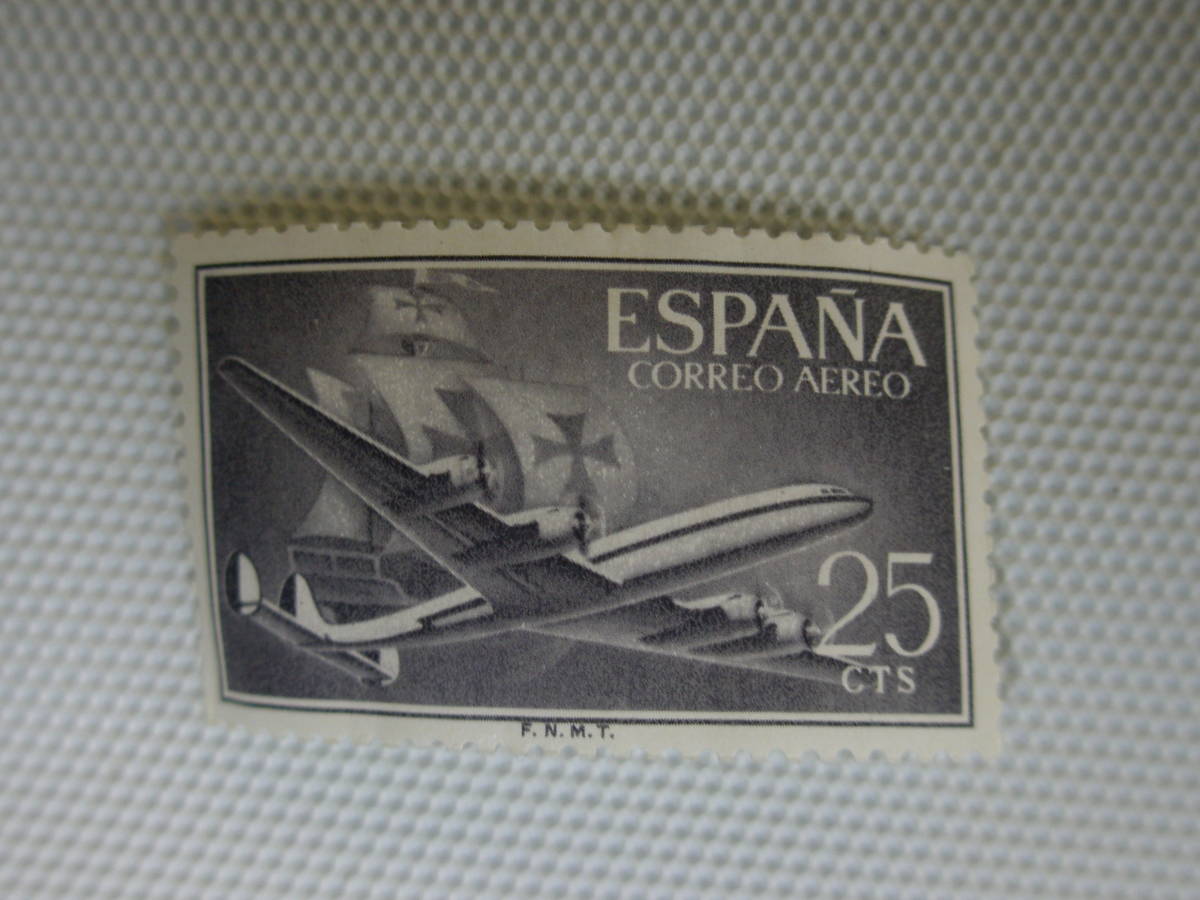 ESPAÑA
CORREO AEREO
25
CTS
F.N.M.T.